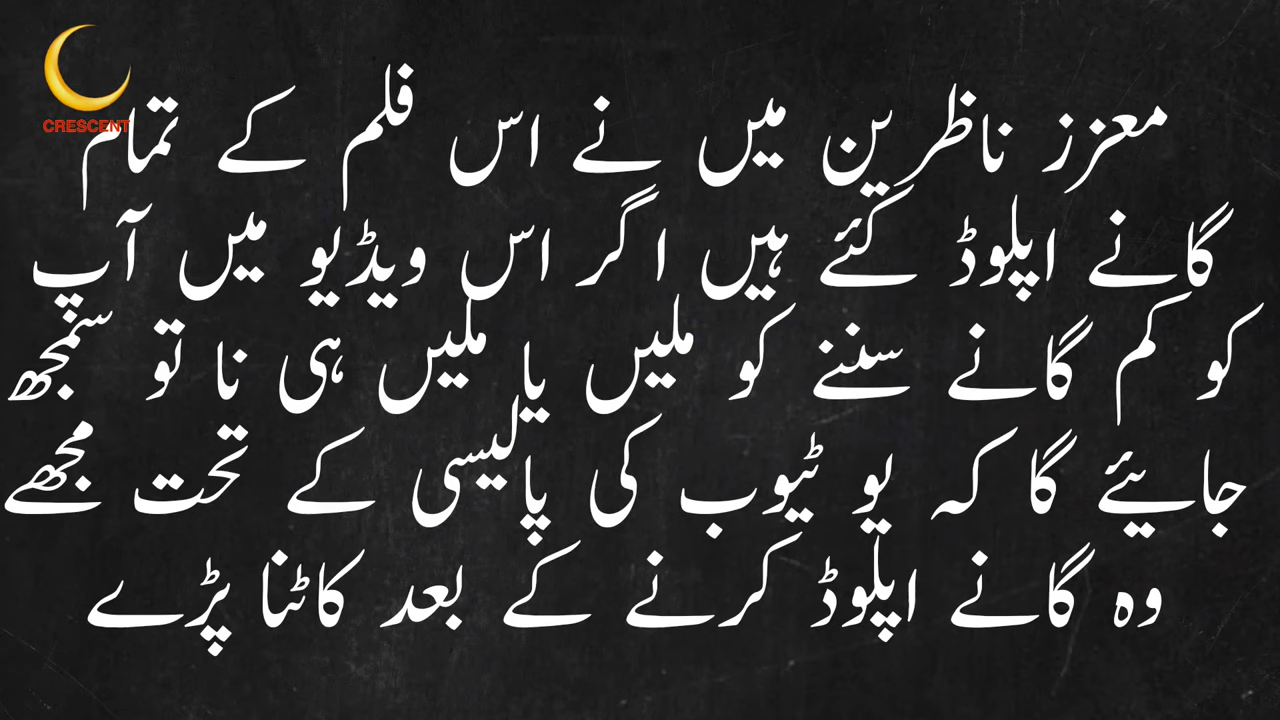 CRESCENT
معزز ناظرین میں نے اس فلم کے تمام
گانے اپلوڈ کئے ہیں اگر اس ویڈیو میں آپ
کو کم گانے سننے کو ملیں یا ملیں ہی نا تو سمجھ
جایئے گا کہ یو ٹیوب کی پالیسی کے تحت مجھے
وہ گانے اپلوڈ کرنے کے بعد کاٹنا پڑے